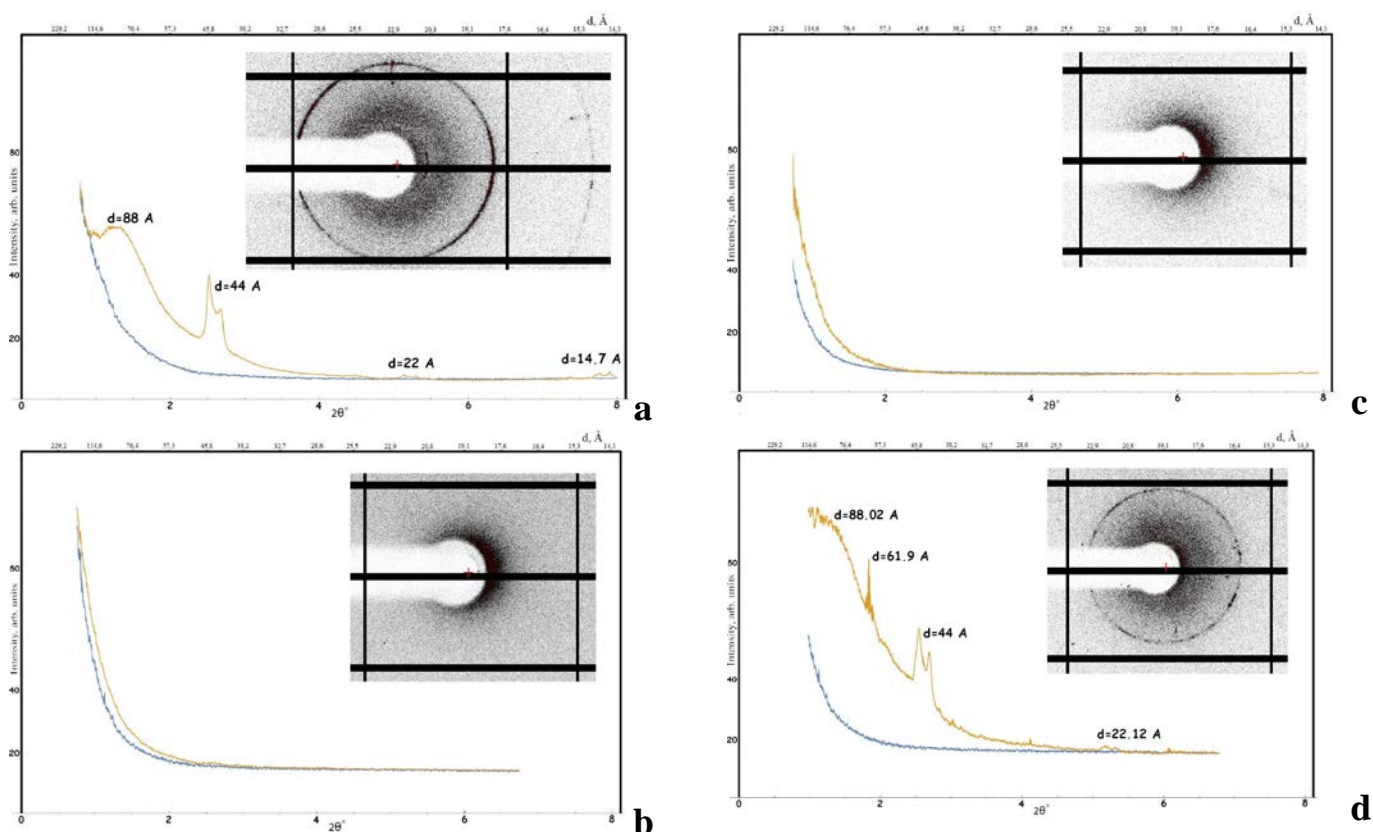 d, Å
229,2 114,6 76,4 57,3 45,8 38,2 32,7 28,6 25,5 22,9 20,8 19,1 17,6 16,4 15,3 14,3
Intensity, arb. units
60
40
20
d=88 A
d=44 A
d=22 A
d=14,7 A
0 2 4 6 8
2θ°
a
d, Å
229,2 114,6 76,4 57,3 45,8 38,2 32,7 28,6 25,5 22,9 20,8 19,1 17,6 16,4 15,3 14,3
Intensity, arb. units
60
40
20
0 2 4 6 8
2θ°
c
d, Å
229,2 114,6 76,4 57,3 45,8 38,2 32,7 28,6 25,5 22,9 20,8 19,1 17,6 16,4 15,3 14,3
Intensity, arb. units
60
40
20
0 2 4 6 8
2θ°
b
d, Å
229,2 114,6 76,4 57,3 45,8 38,2 32,7 28,6 25,5 22,9 20,8 19,1 17,6 16,4 15,3 14,3
Intensity, arb. units
60
40
20
d=88,02 A
d=61,9 A
d=44 A
d=22,12 A
0 2 4 6 8
2θ°
d